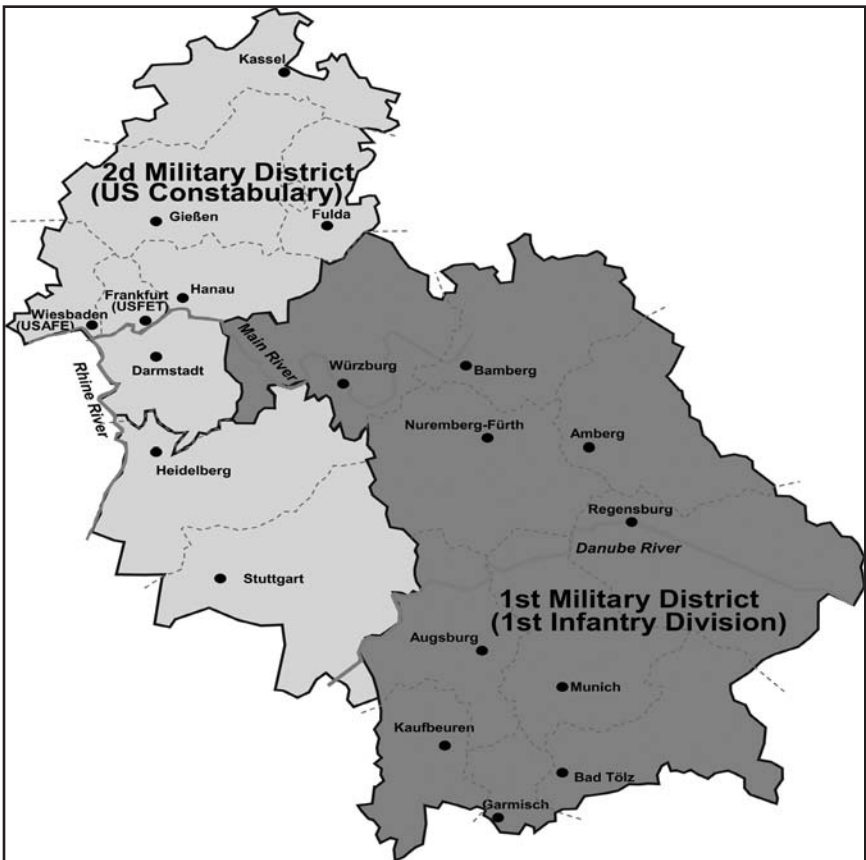 Kassel
2d Military District
(US Constabulary)
Gießen
Fulda
Frankfurt
(USFET)
Hanau
Wiesbaden
(USAFE)
Main River
Rhine River
Darmstadt
Würzburg
Bamberg
Nuremberg-Fürth
Amberg
Heidelberg
Regensburg
Danube River
Stuttgart
1st Military District
(1st Infantry Division)
Augsburg
Munich
Kaufbeuren
Bad Tölz
Garmisch